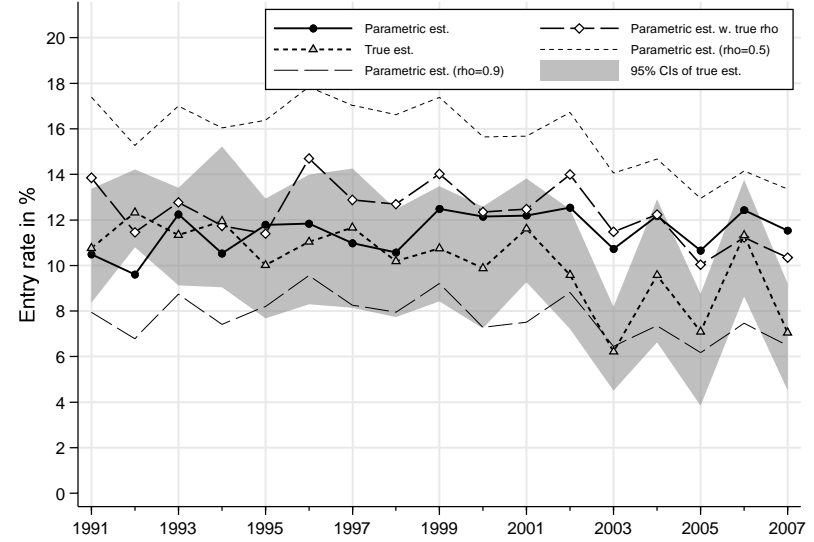 Parametric est.
Parametric est. w. true rho
True est.
Parametric est. (rho=0.5)
Parametric est. (rho=0.9)
95% CIs of true est.
Entry rate in %
20
18
16
14
12
10
8
6
4
2
0
1991 1993 1995 1997 1999 2001 2003 2005 2007